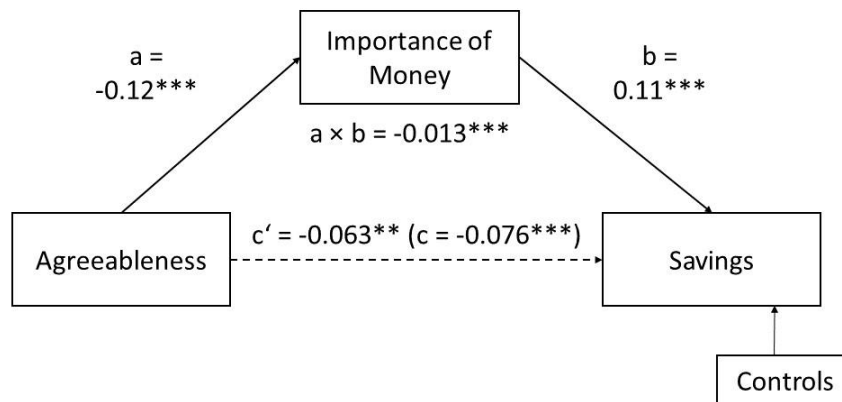 a =
-0.12***
Importance of
Money
b =
0.11***
a × b = -0.013***
Agreeableness
c‘ = -0.063** (c = -0.076***)
Savings
Controls